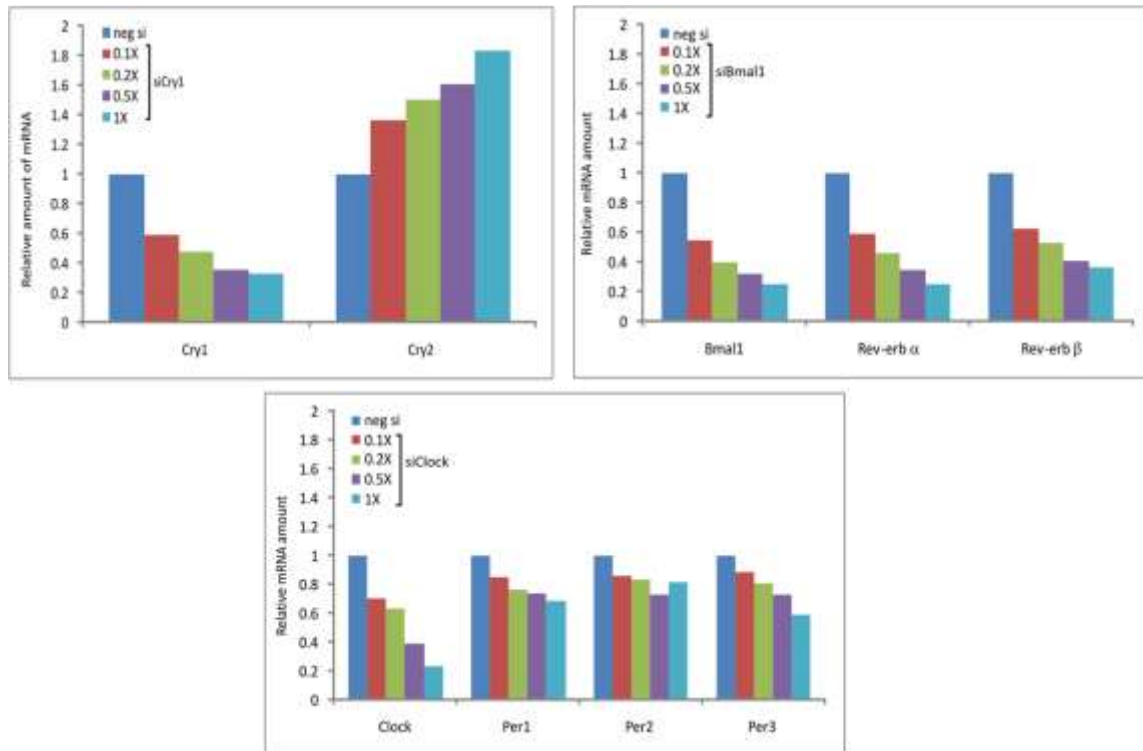 Relative amount of mRNA
2
1.8
1.6
1.4
1.2
1
0.8
0.6
0.4
0.2
0
neg si
0.1X
0.2X
0.5X
1X
siCry1
Cry1 Cry2
Relative mRNA amount
2
1.8
1.6
1.4
1.2
1
0.8
0.6
0.4
0.2
0
neg si
0.1X
0.2X
0.5X
1X
siBmal1
Bmal1 Rev-erb α Rev-erb β
Relative mRNA amount
2
1.8
1.6
1.4
1.2
1
0.8
0.6
0.4
0.2
0
neg si
0.1X
0.2X
0.5X
1X
siClock
Clock Per1 Per2 Per3